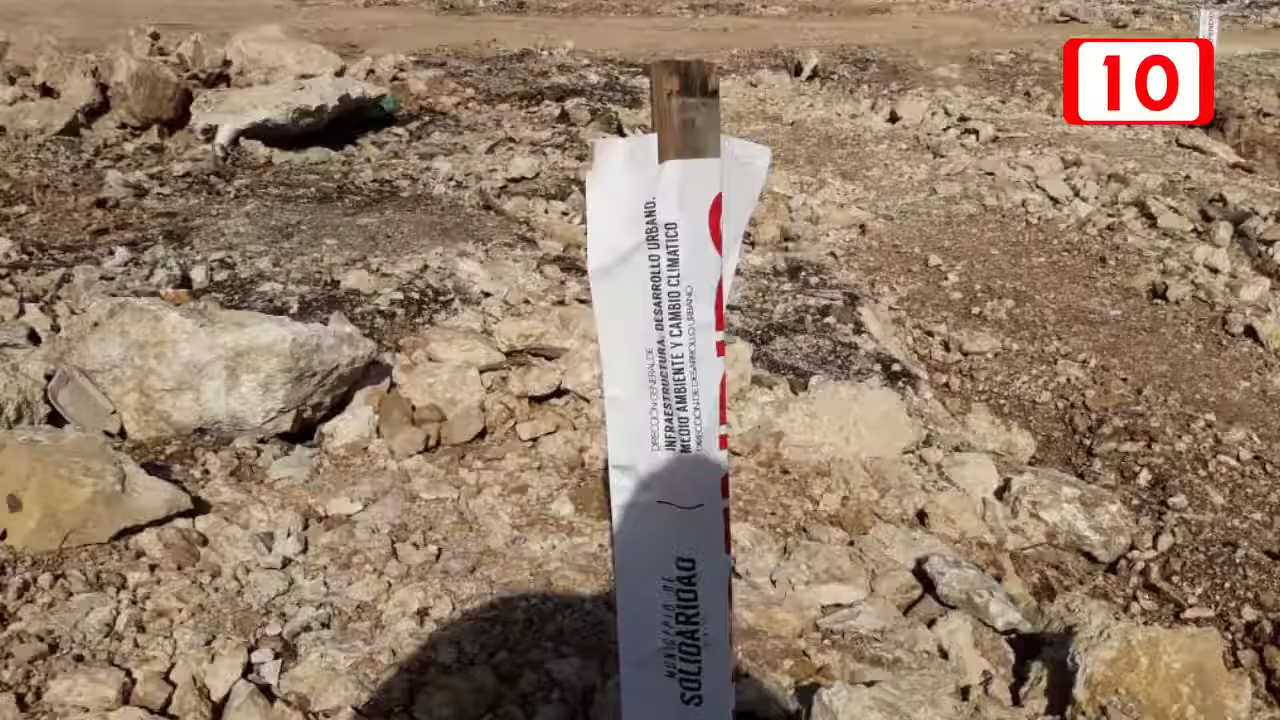 10
DIRECCIÓN GENERAL DE
INFRAESTRUCTURA, DESARROLLO URBANO,
MEDIO AMBIENTE Y CAMBIO CLIMÁTICO
DIRECCIÓN DE DESARROLLO URBANO
MUNICIPIO DE
SOLIDARIDAD